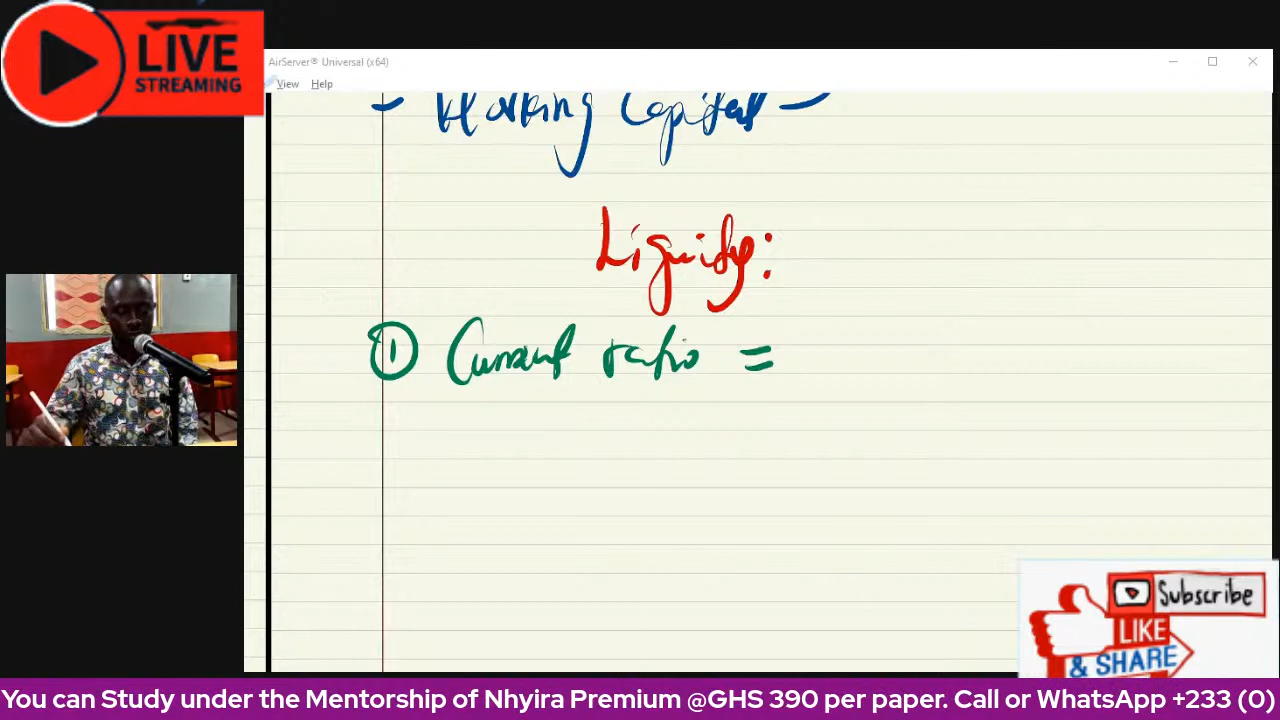 LIVE
STREAMING
AirServer® Universal (x64)
View Help
- Working Capital -
Liquidity:
① Current ratio =
Subscribe
LIKE
& SHARE
You can Study under the Mentorship of Nhyira Premium @GHS 390 per paper. Call or WhatsApp +233 (0)